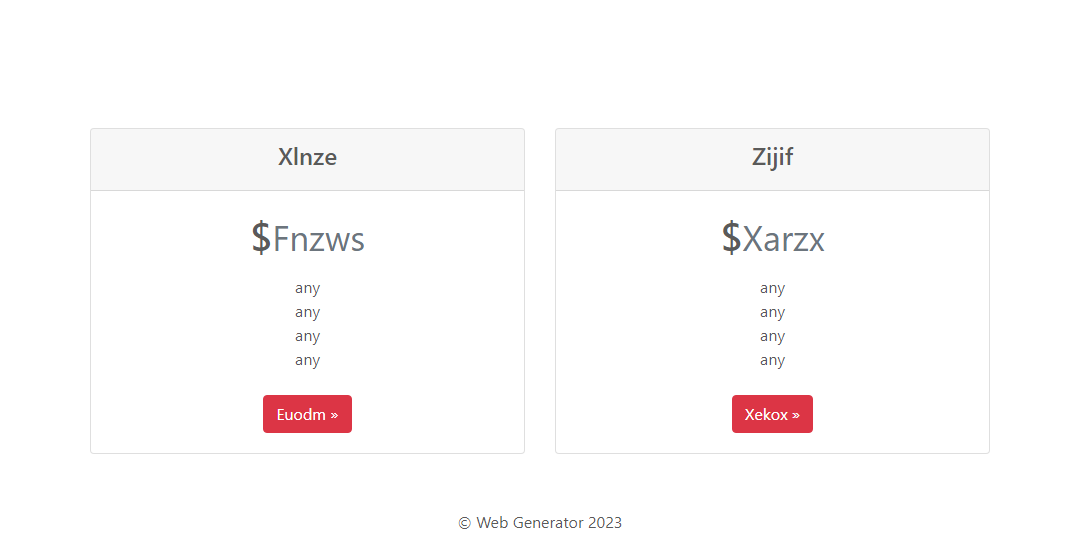 Xlnze
$Fnzws
any
any
any
any
Euodm »
Zijif
$Xarzx
any
any
any
any
Xekox »
© Web Generator 2023